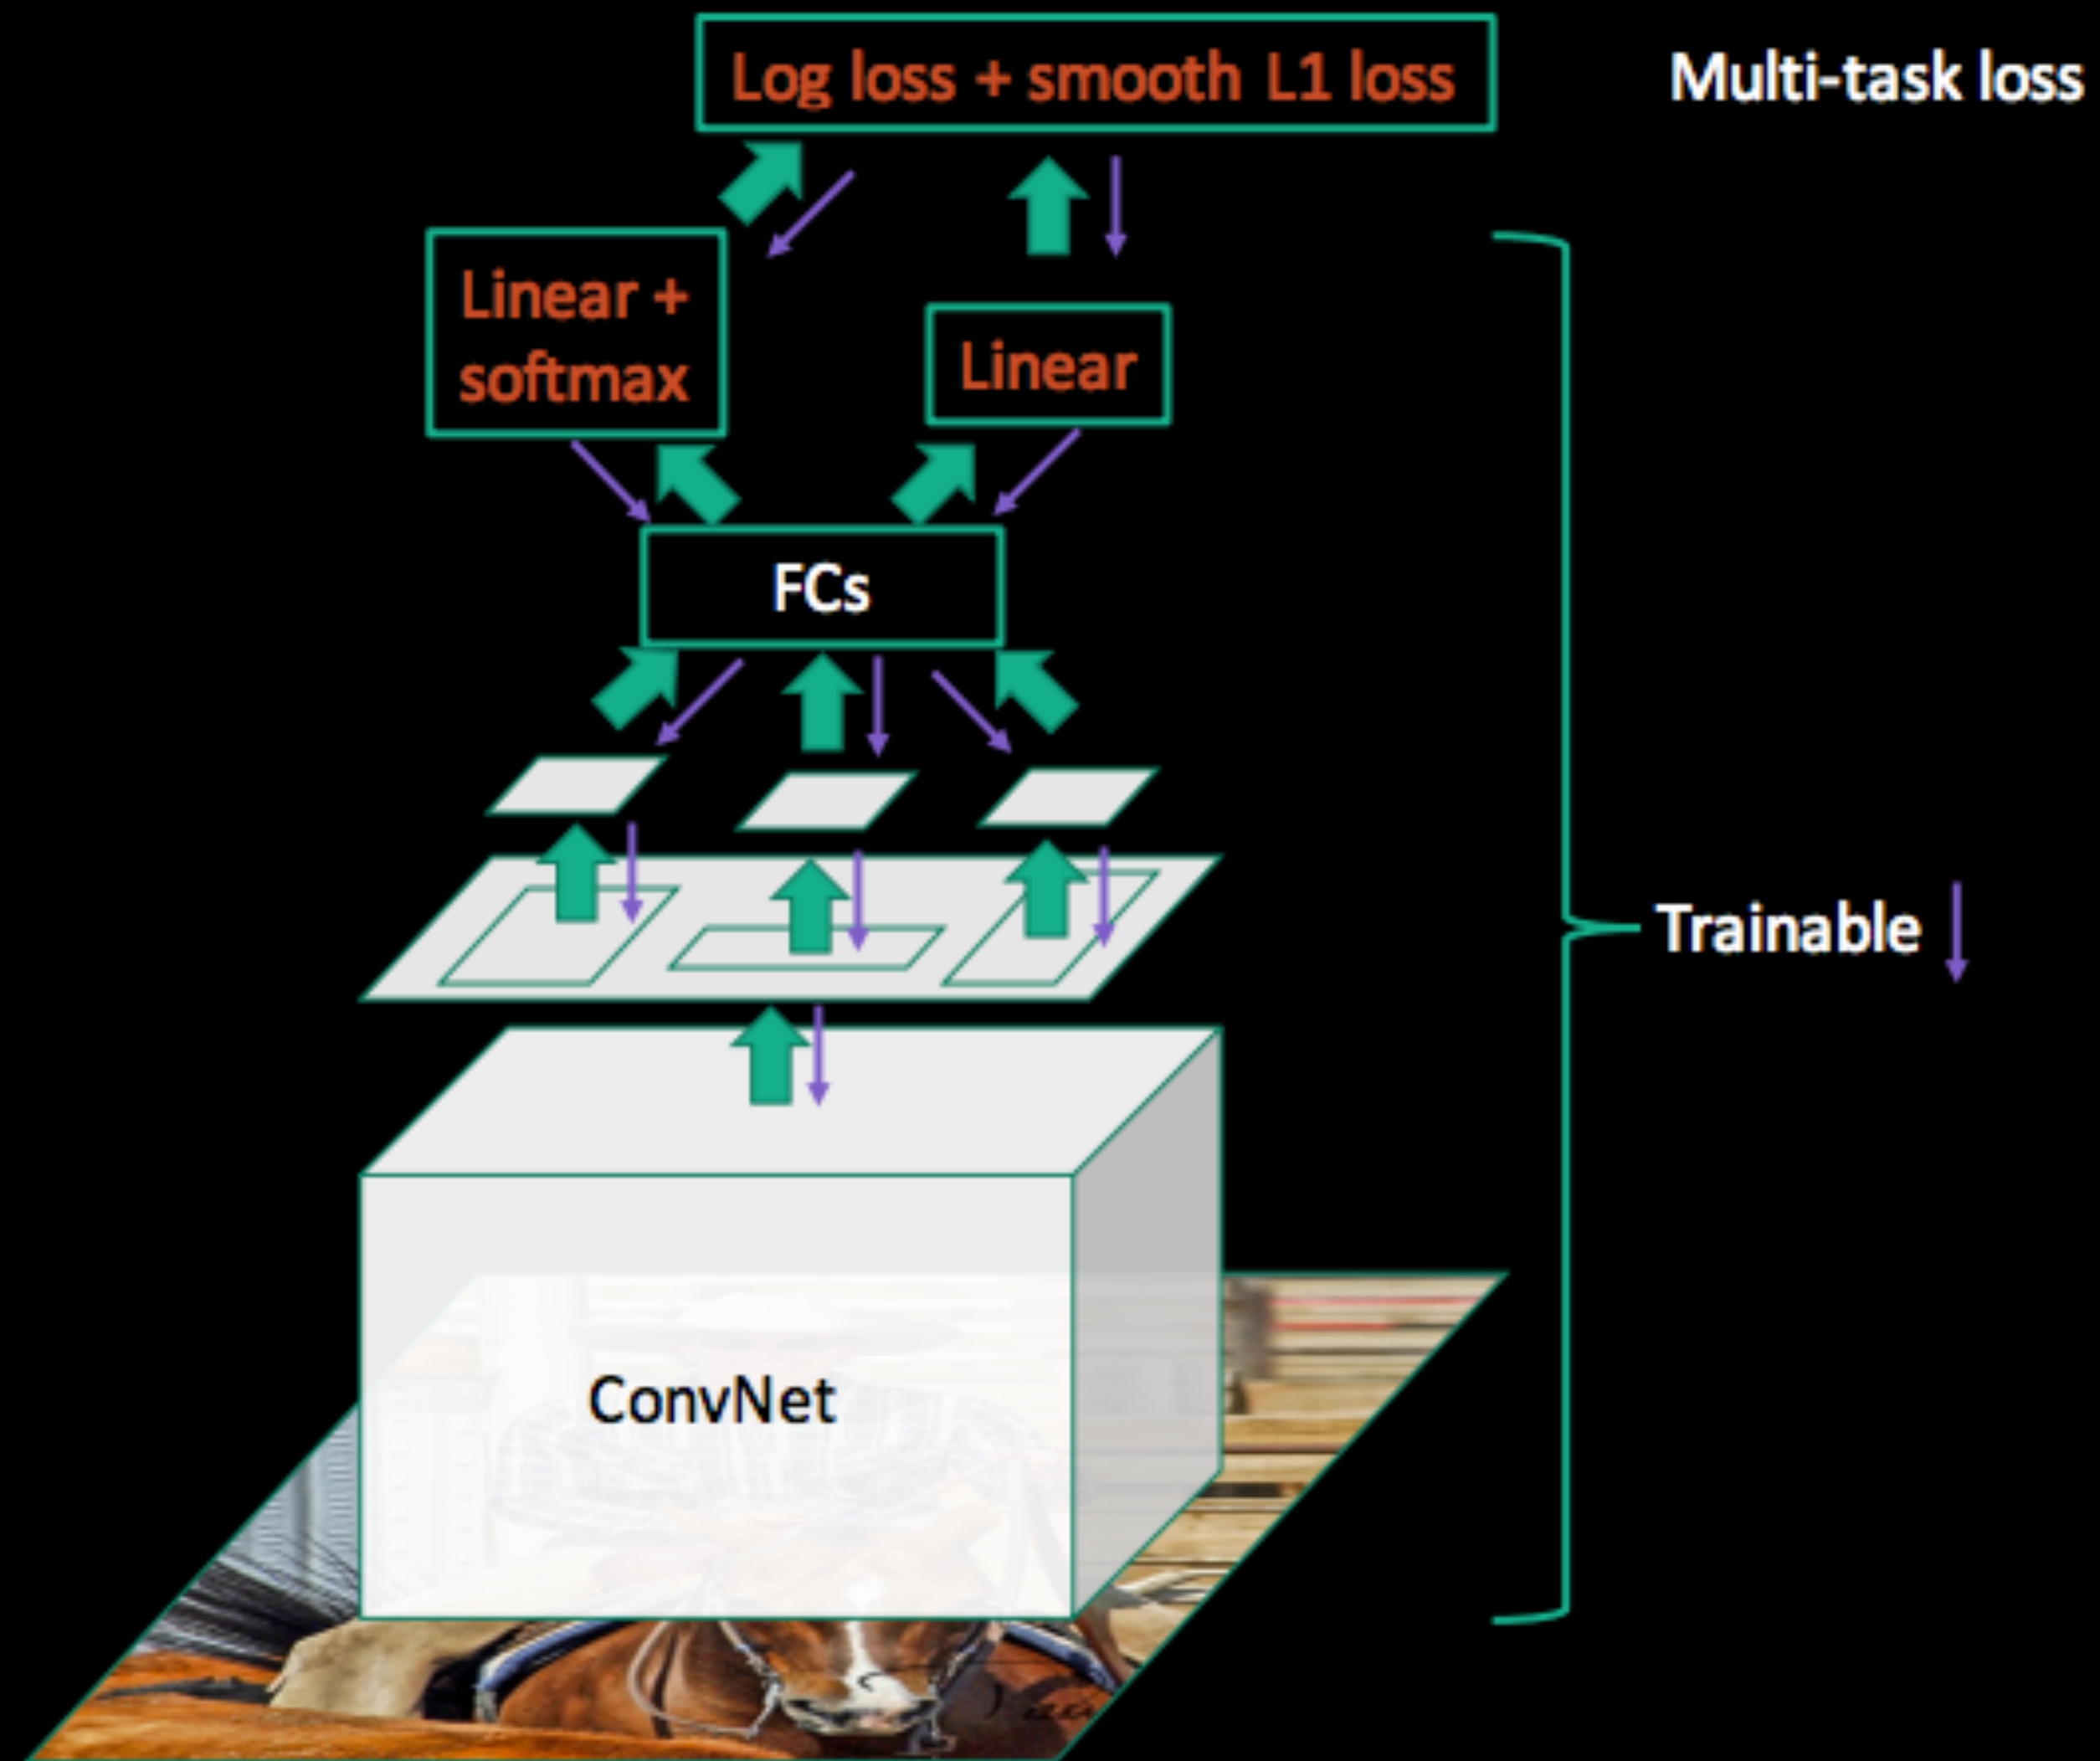 Log loss + smooth L1 loss
Multi-task loss
Linear +
softmax
Linear
FCs
Trainable
ConvNet